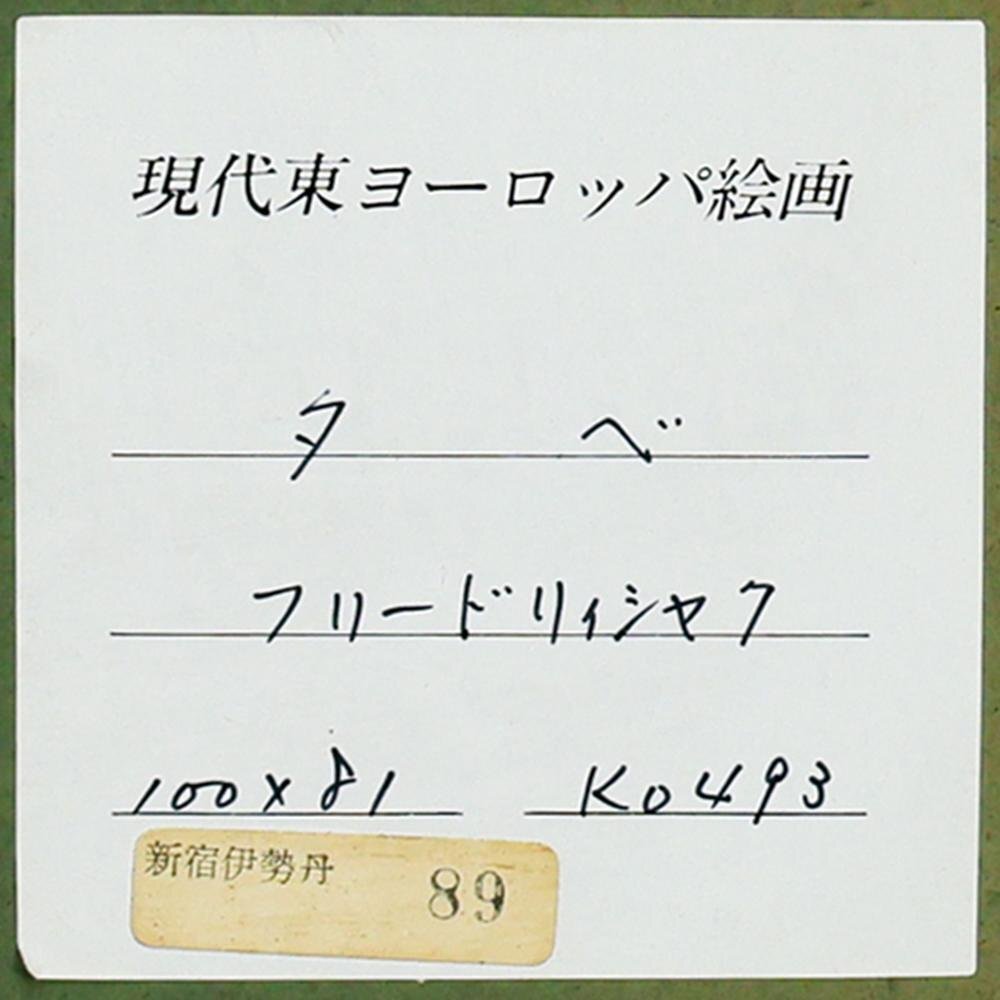 現代東ヨーロッパ絵画
夕べ
フリードリィシャク
100×81 K0493
新宿伊勢丹 89